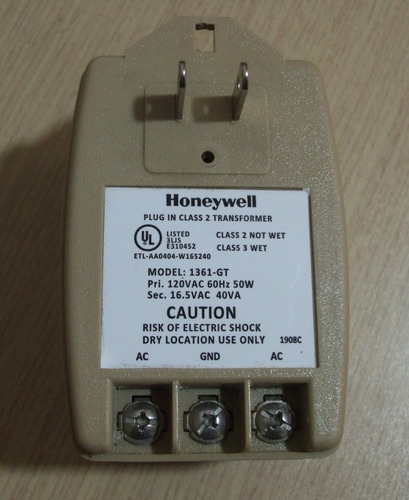 Honeywell
PLUG IN CLASS 2 TRANSFORMER
UL
LISTED
3LJS
E310452
CLASS 2 NOT WET
CLASS 3 WET
ETL-AA0404-W165240
MODEL: 1361-GT
Pri. 120VAC 60Hz 50W
Sec. 16.5VAC 40VA
CAUTION
RISK OF ELECTRIC SHOCK
DRY LOCATION USE ONLY 1908C
AC GND AC